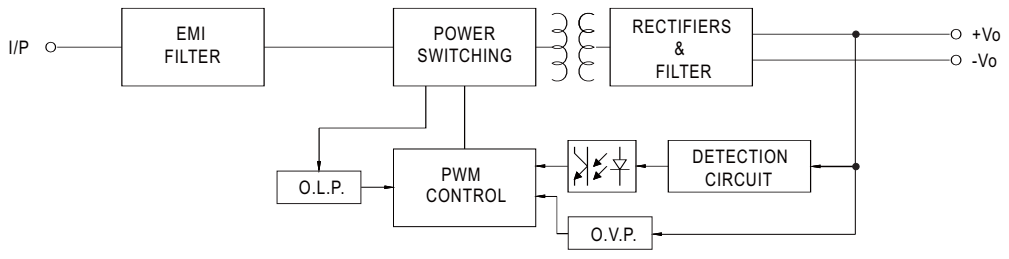 I/P
EMI
FILTER
POWER
SWITCHING
RECTIFIERS
&
FILTER
+Vo
-Vo
O.L.P.
PWM
CONTROL
DETECTION
CIRCUIT
O.V.P.